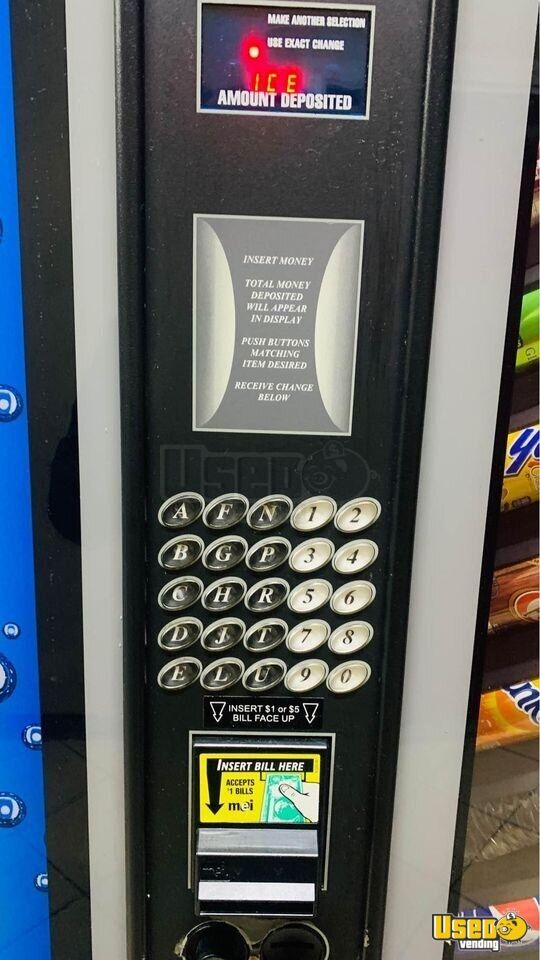 MAKE ANOTHER SELECTION
USE EXACT CHANGE
ICE
AMOUNT DEPOSITED
INSERT MONEY
TOTAL MONEY
DEPOSITED
WILL APPEAR
IN DISPLAY
PUSH BUTTONS
MATCHING
ITEM DESIRED
RECEIVE CHANGE
BELOW
USED
A F N 1 2
B G P 3 4
C H R 5 6
D J T 7 8
E L U 9 0
INSERT $1 or $5
BILL FACE UP
INSERT BILL HERE
ACCEPTS
$1 BILLS
mei
USED
vending